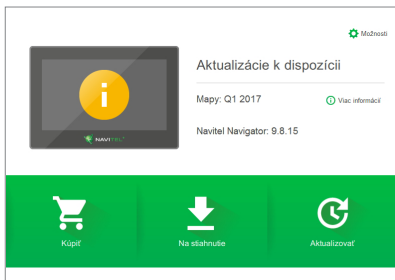 Možnosti
Aktualizácie k dispozícii
Mapy: Q1 2017
Viac informácií
Navitel Navigator: 9.8.15
NAVITEL
Kúpiť
Na stiahnutie
Aktualizovať